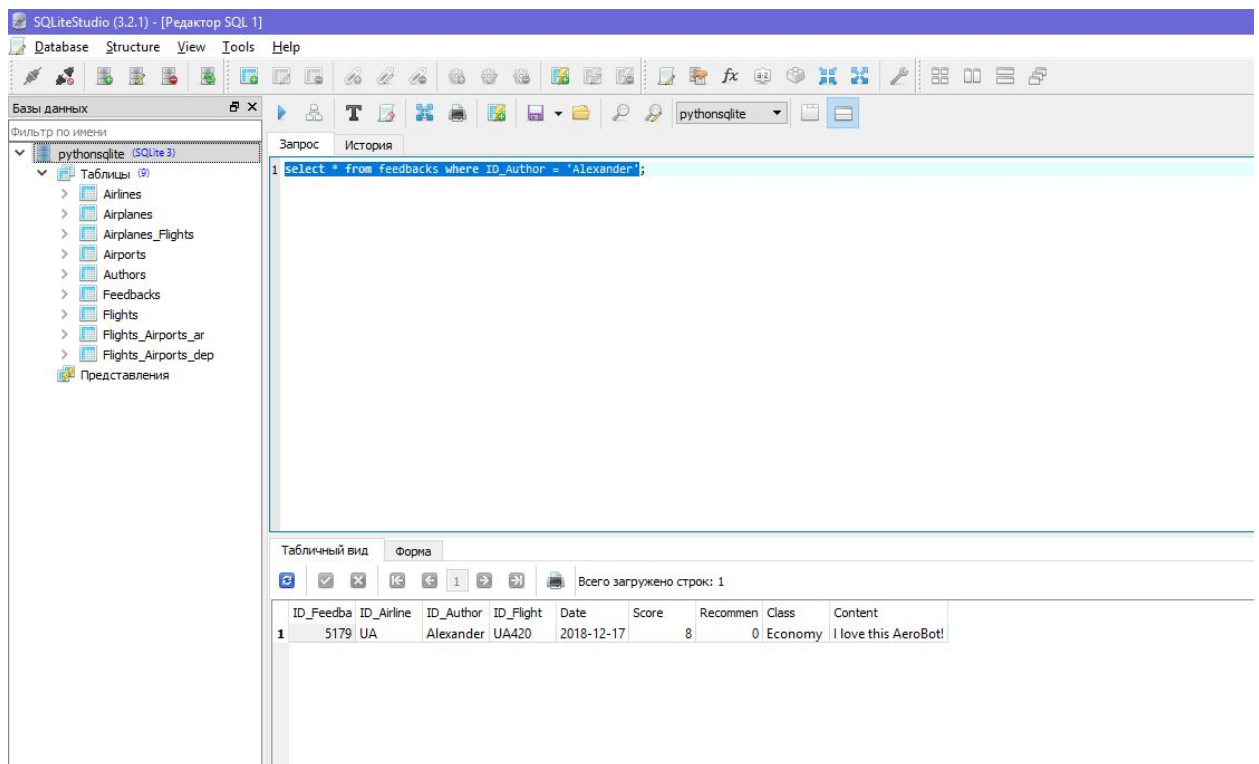 SQLiteStudio (3.2.1) - [Редактор SQL 1]
Database Structure View Tools Help
Базы данных
pythonsqlite
Фильтр по имени
Запрос История
pythonsqlite (SQLite 3)
Таблицы (9)
Airlines
Airplanes
Airplanes_Flights
Airports
Authors
Feedbacks
Flights
Flights_Airports_ar
Flights_Airports_dep
Представления
1 select * from feedbacks where ID_Author = 'Alexander';
Табличный вид Форма
1 Всего загружено строк: 1
ID_Feedba ID_Airline ID_Author ID_Flight Date Score Recommen Class Content
1 5179 UA Alexander UA420 2018-12-17 8 0 Economy I love this AeroBot!